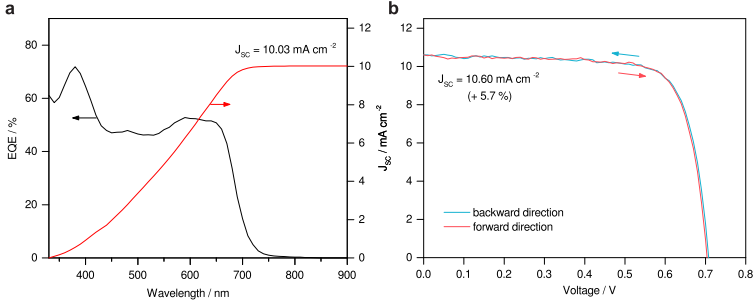 a
80
60
40
20
0
EQE / %
400
500
600
700
800
900
Wavelength / nm
12
10
8
6
4
2
0
J_SC / mA cm⁻²
J_SC = 10.03 mA cm⁻²
b
12
10
8
6
4
2
0
J_SC / mA cm⁻²
J_SC = 10.60 mA cm⁻²
(+ 5.7 %)
backward direction
forward direction
0.0
0.1
0.2
0.3
0.4
0.5
0.6
0.7
0.8
Voltage / V